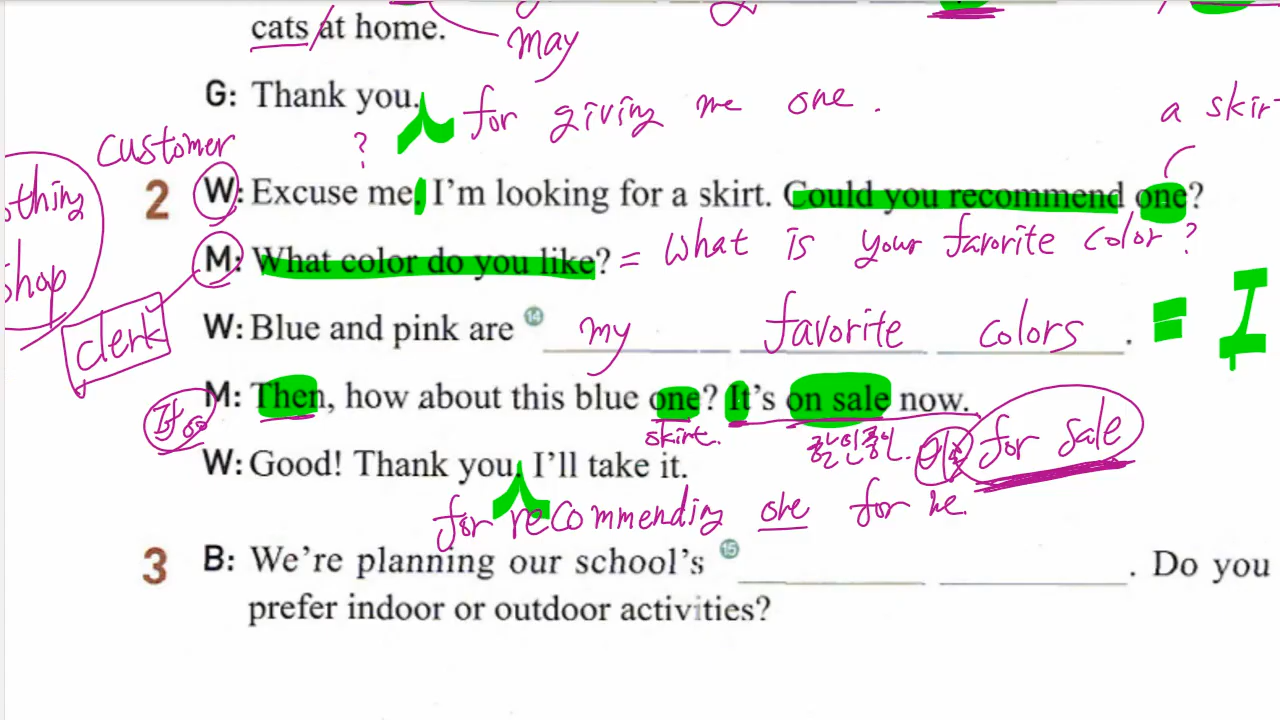 cats / at home.
may
G: Thank you. for giving me one.
customer ? a skirt
2 W: Excuse me. I'm looking for a skirt. Could you recommend one?
thing
shop
M: What color do you like? = What is your favorite color?
clerk
W: Blue and pink are 14 my favorite colors. = I
If so M: Then, how about this blue one? It's on sale now.
skirt. 할인중인. for sale
W: Good! Thank you. I'll take it.
for recommending one for me.
3 B: We're planning our school's 15 ______ ______. Do you
prefer indoor or outdoor activities?